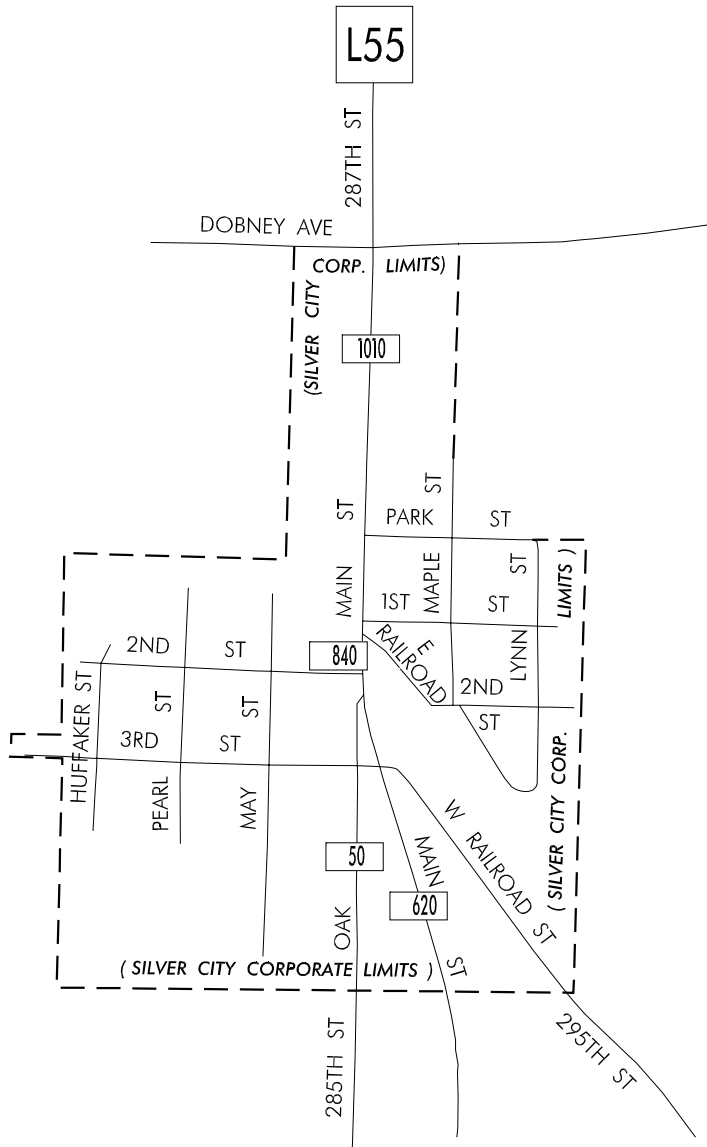 L55
287TH ST
DOBNEY AVE
CORP. LIMITS)
(SILVER CITY
1010
ST
MAIN
ST
MAPLE
PARK ST
ST
LYNN
LIMITS )
1ST ST
E
RAILROAD
ST
2ND
2ND ST
840
HUFFAKER ST
ST
PEARL
ST
MAY
3RD ST
50
OAK
MAIN
620
ST
W RAILROAD ST
( SILVER CITY CORP.
( SILVER CITY CORPORATE LIMITS )
285TH ST
295TH ST